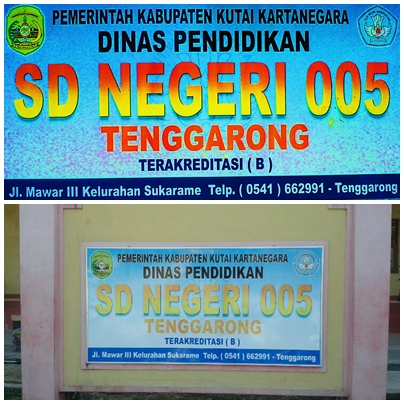 PEMERINTAH KABUPATEN KUTAI KARTANEGARA
DINAS PENDIDIKAN
SD NEGERI 005
TENGGARONG
TERAKREDITASI ( B )
Jl. Mawar III Kelurahan Sukarame Telp. ( 0541 ) 662991 - Tenggarong
PEMERINTAH KABUPATEN KUTAI KARTANEGARA
DINAS PENDIDIKAN
SD NEGERI 005
TENGGARONG
TERAKREDITASI ( B )
Jl. Mawar III Kelurahan Sukarame Telp. ( 0541 ) 662991 - Tenggarong